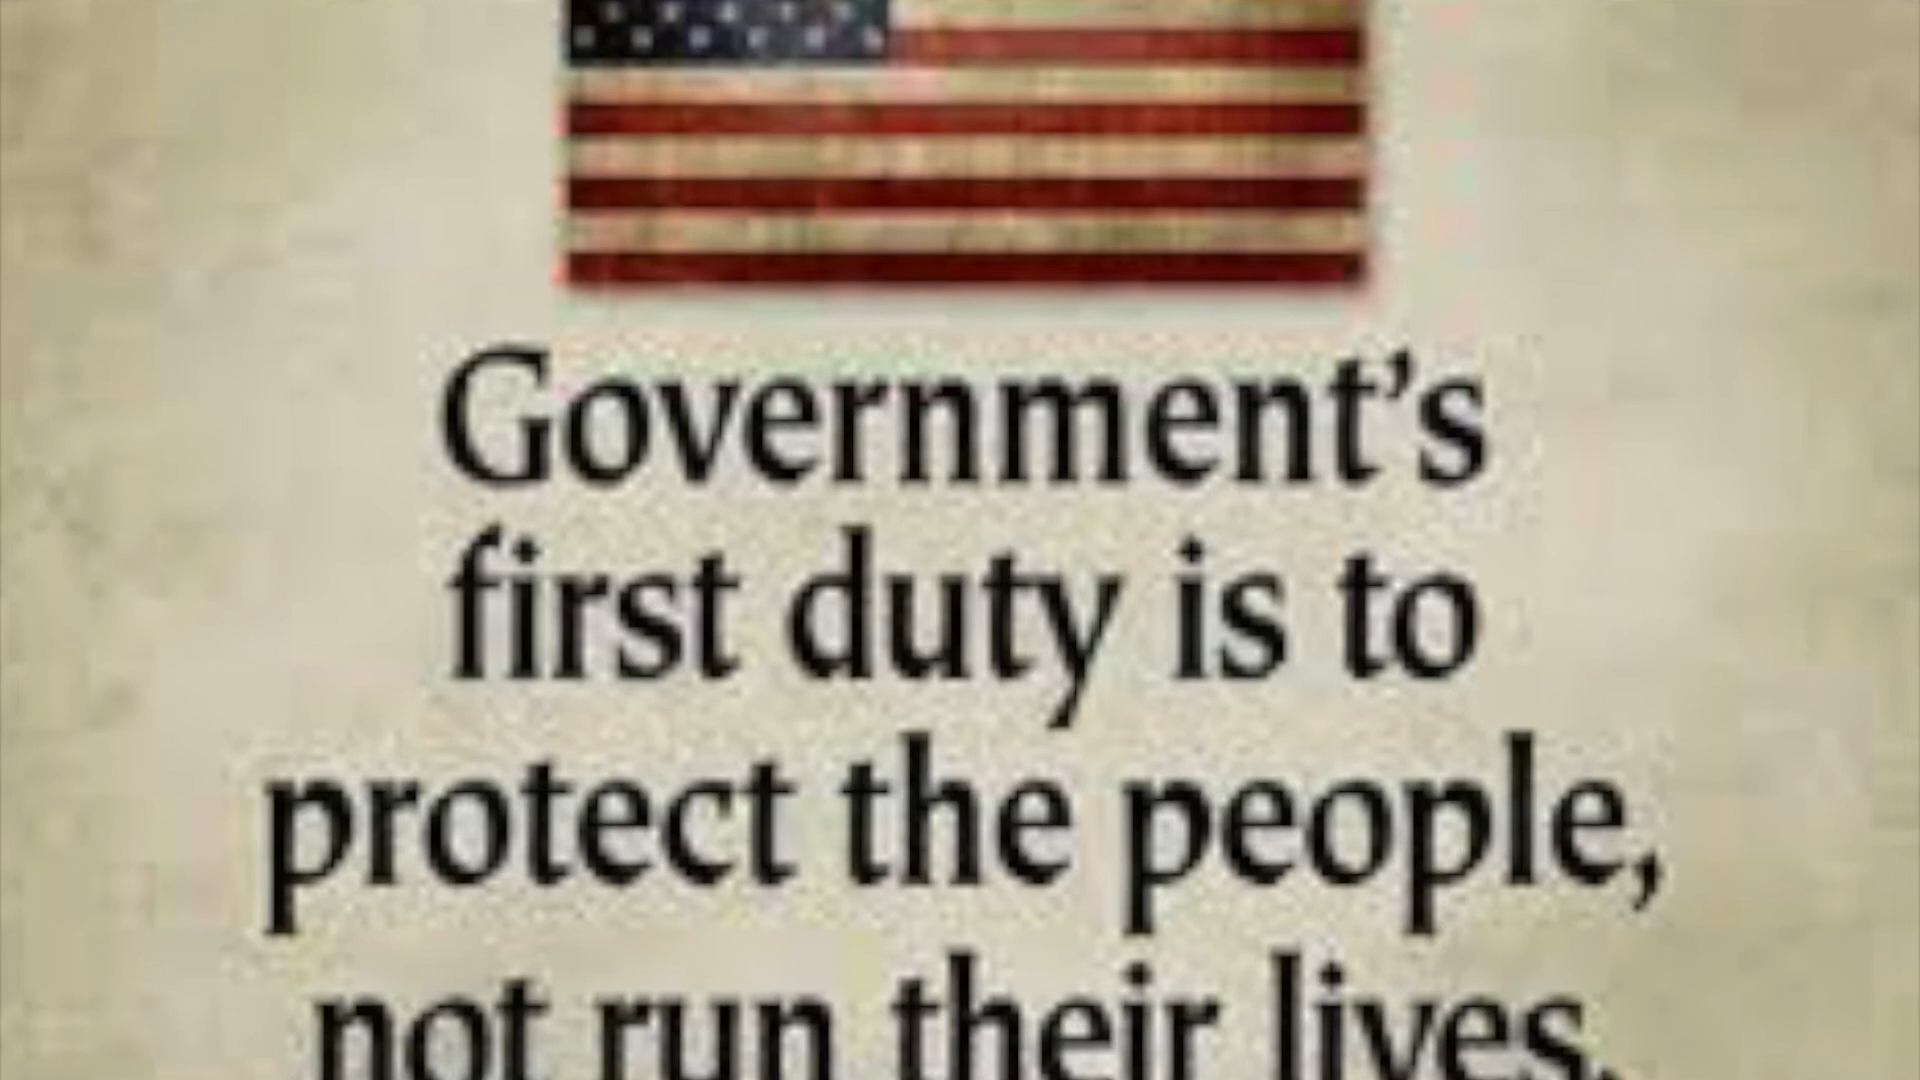 Government’s
first duty is to
protect the people,
not run their lives.